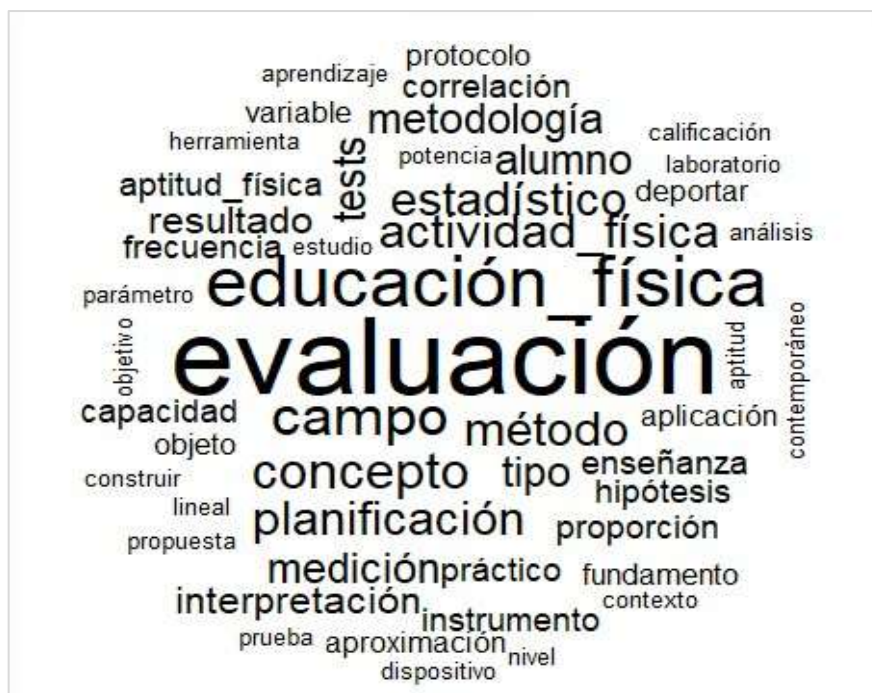 protocolo
aprendizaje
correlación
variable
metodología
calificación
herramienta
tests
potencia
alumno
laboratorio
aptitud_física
estadístico
deportar
resultado
actividad_física
análisis
frecuencia
estudio
educación_física
parámetro
contemporáneo
objetivo
evaluación
aptitud
capacidad
campo
método
aplicación
objeto
concepto
tipo
enseñanza
construir
hipótesis
lineal
planificación
proporción
propuesta
medición
práctico
fundamento
interpretación
contexto
instrumento
prueba
aproximación
nivel
dispositivo